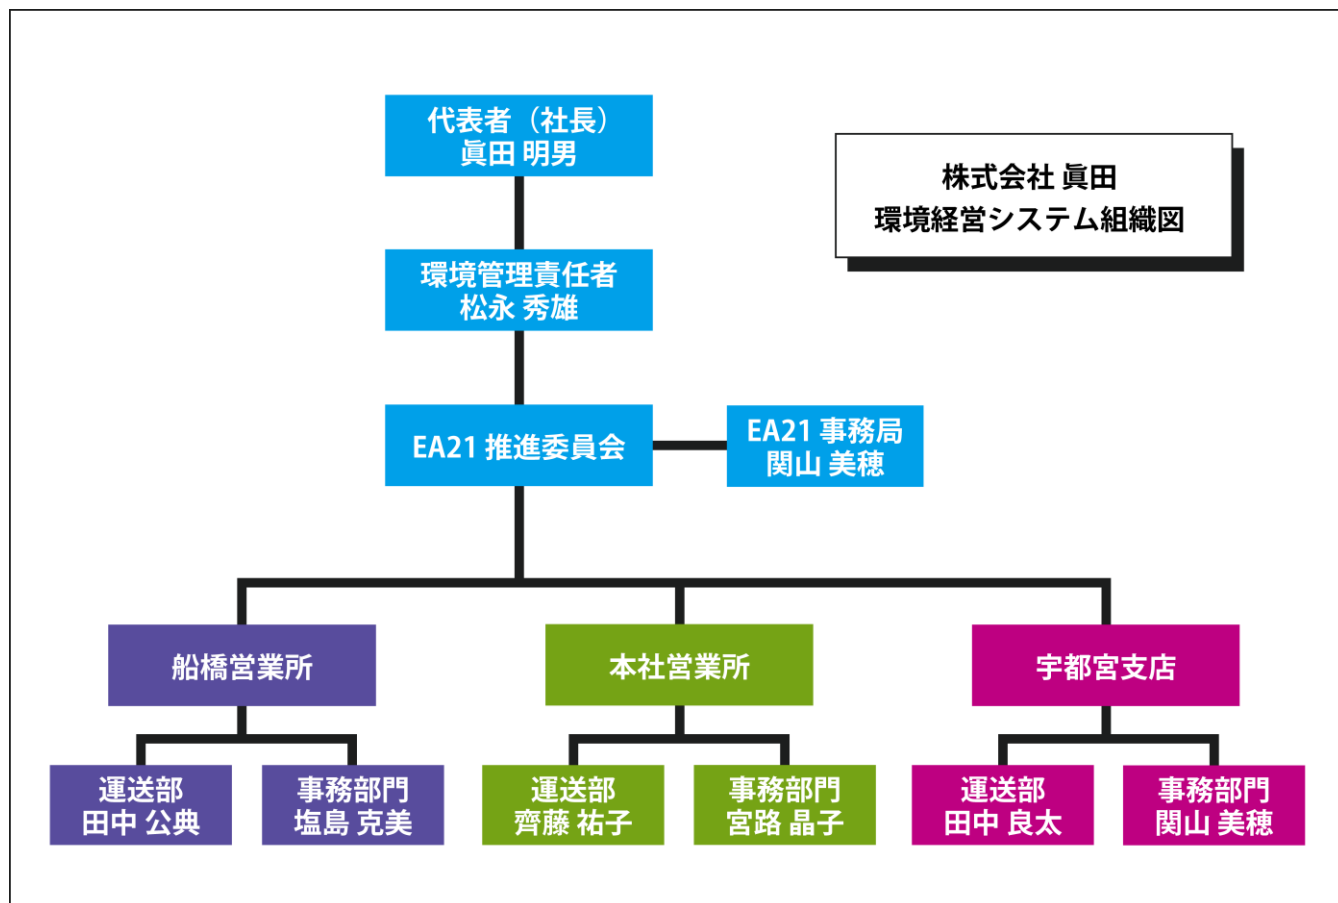 代表者（社長）
眞田 明男
株式会社 眞田
環境経営システム組織図
環境管理責任者
松永 秀雄
EA21 推進委員会
EA21 事務局
関山 美穂
船橋営業所
本社営業所
宇都宮支店
運送部
田中 公典
事務部門
塩島 克美
運送部
齊藤 祐子
事務部門
宮路 晶子
運送部
田中 良太
事務部門
関山 美穂